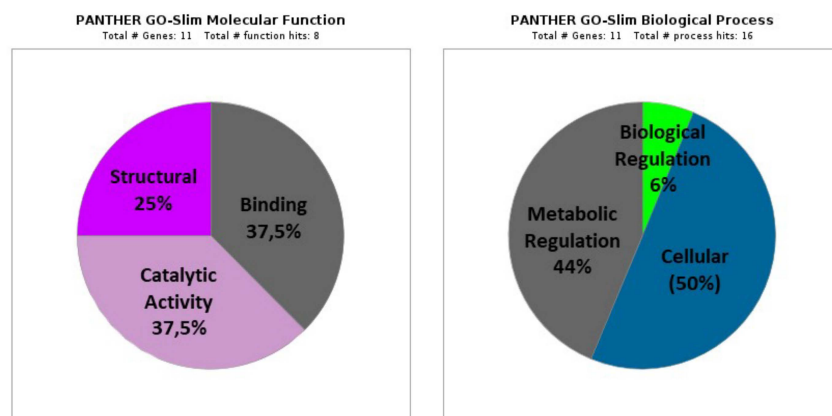 PANTHER GO-Slim Molecular Function
Total # Genes: 11 Total # function hits: 8
Structural
25%
Binding
37,5%
Catalytic
Activity
37,5%
PANTHER GO-Slim Biological Process
Total # Genes: 11 Total # process hits: 16
Biological
Regulation
6%
Metabolic
Regulation
44%
Cellular
(50%)